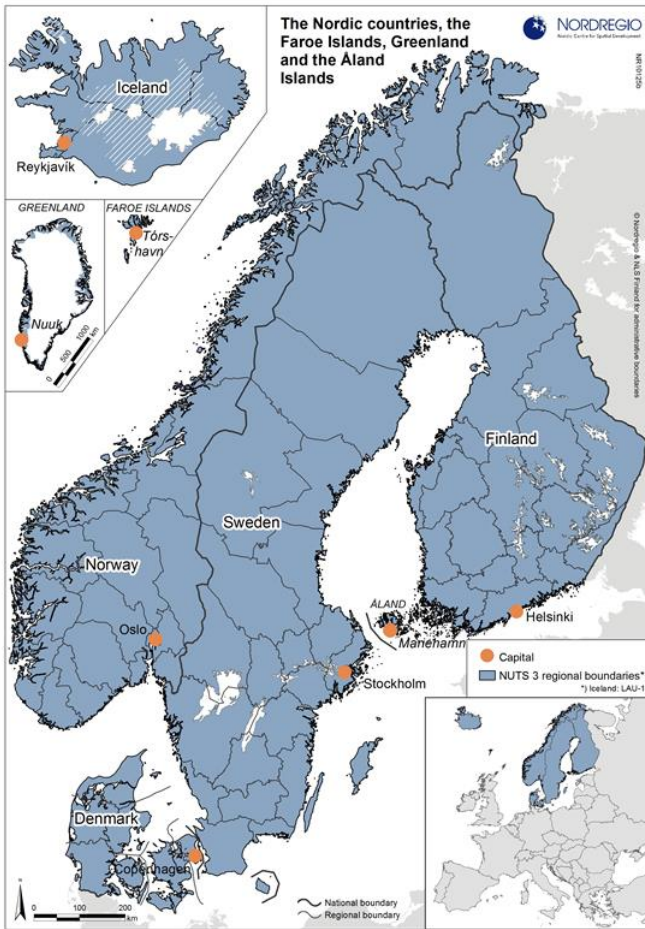 The Nordic countries, the
Faroe Islands, Greenland
and the Åland
Islands
NORDREGIO
Nordic Centre for Spatial Development
NR10125b
Iceland
Reykjavík
GREENLAND
FAROE ISLANDS
Tórs-
havn
Nuuk
0 500 1000
km
© Nordregio & NLS Finland for administrative boundaries
Finland
Sweden
Norway
ÅLAND
Oslo
Mariehamn
Helsinki
Stockholm
Capital
NUTS 3 regional boundaries*
*) Iceland: LAU-1
Denmark
Copenhagen
National boundary
Regional boundary
0 100 200
km